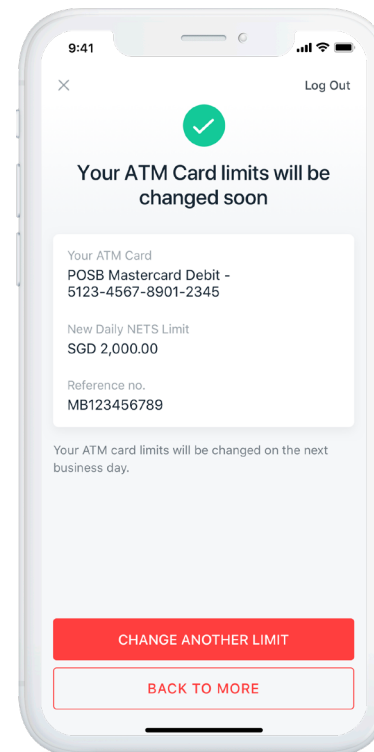 9:41
Log Out
Your ATM Card limits will be
changed soon
Your ATM Card
POSB Mastercard Debit -
5123-4567-8901-2345
New Daily NETS Limit
SGD 2,000.00
Reference no.
MB123456789
Your ATM card limits will be changed on the next
business day.
CHANGE ANOTHER LIMIT
BACK TO MORE